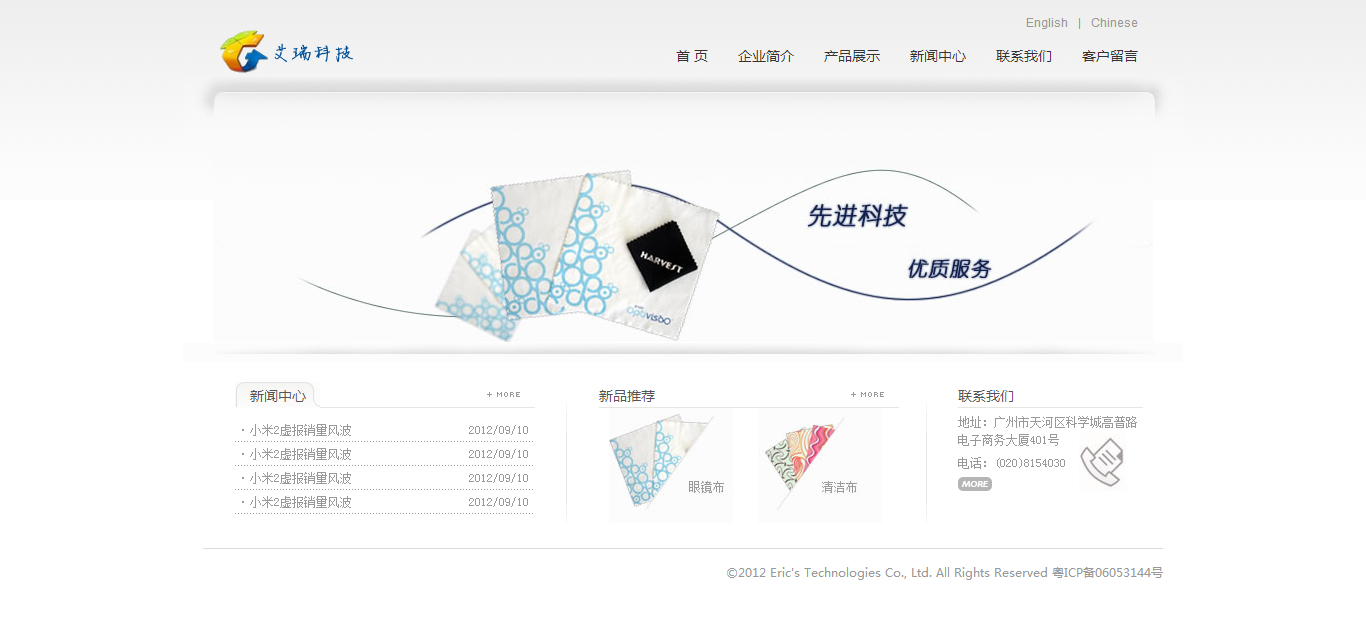 English | Chinese
艾瑞科技
首 页 企业简介 产品展示 新闻中心 联系我们 客户留言
先进科技
HARVEST
优质服务
optovisao
新闻中心 + MORE
· 小米2虚报销量风波 2012/09/10
· 小米2虚报销量风波 2012/09/10
· 小米2虚报销量风波 2012/09/10
· 小米2虚报销量风波 2012/09/10
新品推荐 + MORE
眼镜布 清洁布
联系我们
地址：广州市天河区科学城高普路
电子商务大厦401号
电话： (020)8154030
MORE
©2012 Eric's Technologies Co., Ltd. All Rights Reserved 粤ICP备06053144号